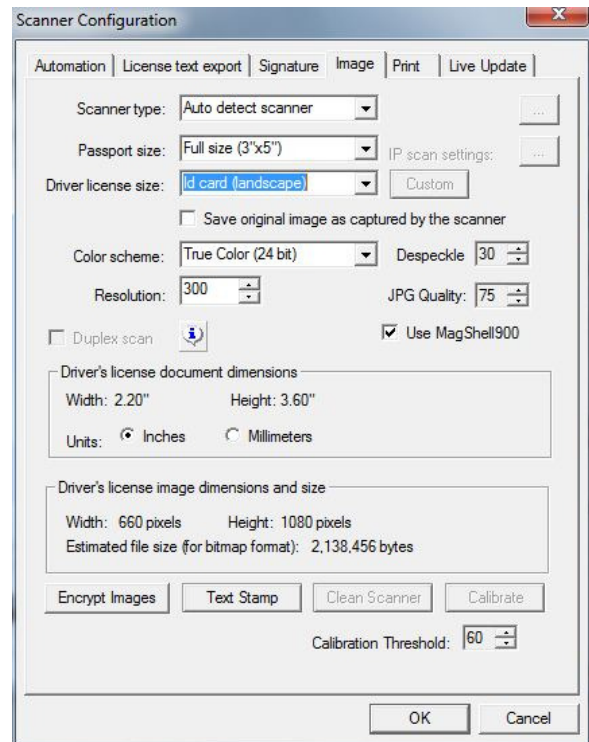 Scanner Configuration
Automation License text export Signature Image Print Live Update
Scanner type: Auto detect scanner ...
Passport size: Full size (3"x5") IP scan settings: ...
Driver license size: Id card (landscape) Custom
Save original image as captured by the scanner
Color scheme: True Color (24 bit) Despeckle 30
Resolution: 300 JPG Quality: 75
Duplex scan Use MagShell900
Driver's license document dimensions
Width: 2.20" Height: 3.60"
Units: Inches Millimeters
Driver's license image dimensions and size
Width: 660 pixels Height: 1080 pixels
Estimated file size (for bitmap format): 2,138,456 bytes
Encrypt Images Text Stamp Clean Scanner Calibrate
Calibration Threshold: 60
OK Cancel